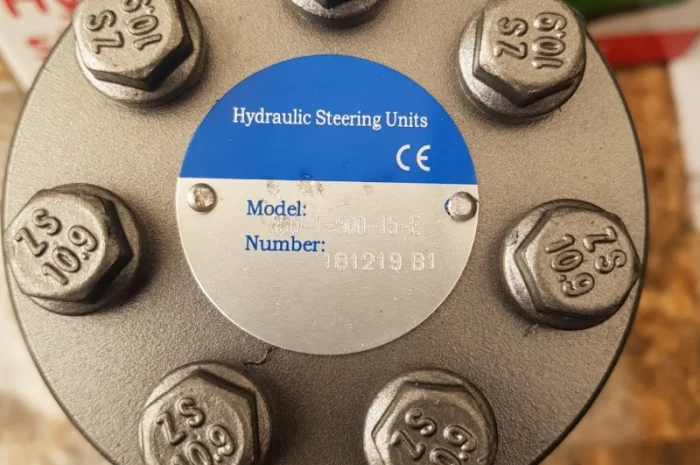 ZS
10.9
ZS
10.9
Hydraulic Steering Units
CE
Model:
Number:
181219 B1
ZS
10.9
ZS
10.9
ZS
10.9
ZS
10.9